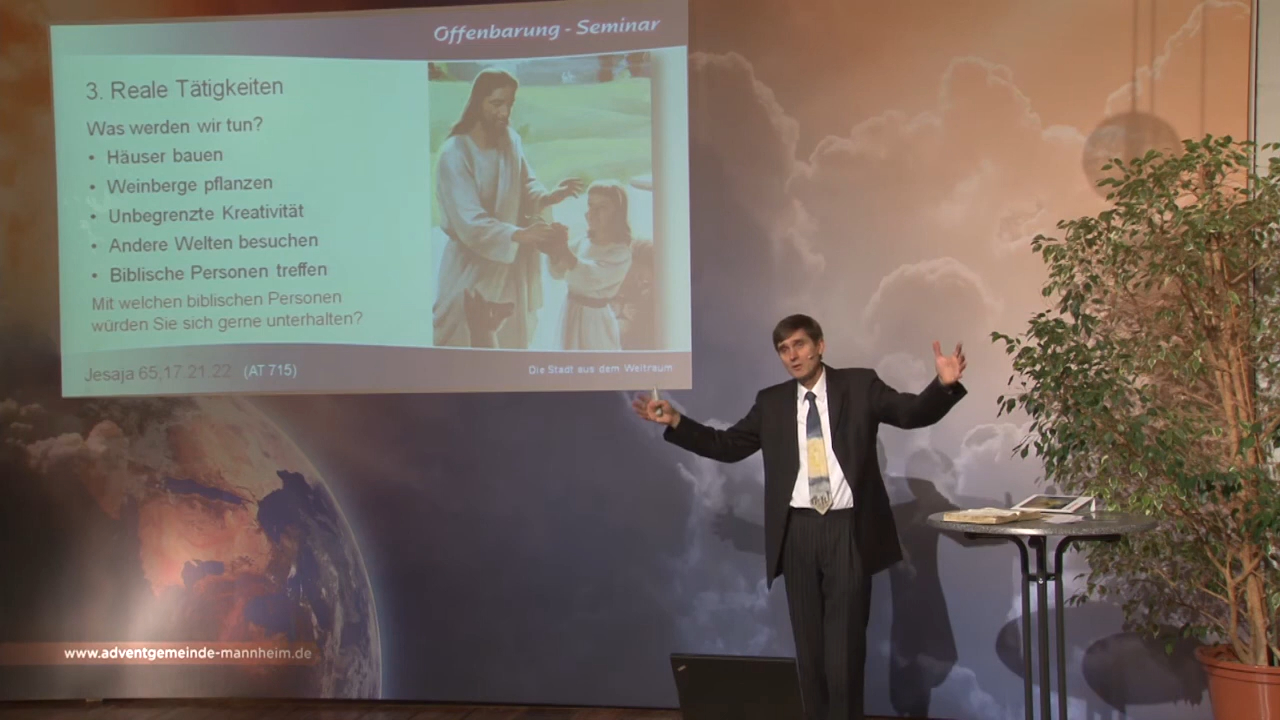 Offenbarung - Seminar
3. Reale Tätigkeiten
Was werden wir tun?
• Häuser bauen
• Weinberge pflanzen
• Unbegrenzte Kreativität
• Andere Welten besuchen
• Biblische Personen treffen
Mit welchen biblischen Personen
würden Sie sich gerne unterhalten?
Jesaja 65,17.21.22 (AT 715)
Die Stadt aus dem Weltraum
www.adventgemeinde-mannheim.de